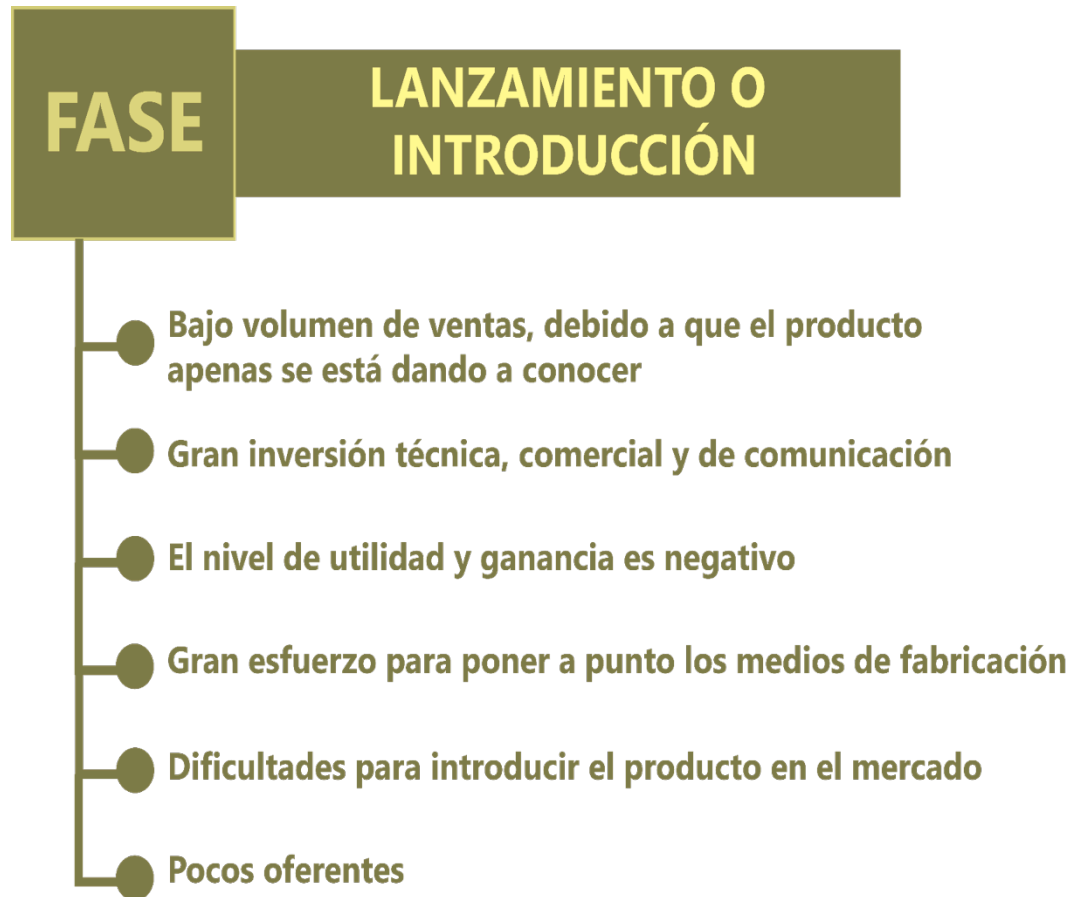 FASE
LANZAMIENTO O
INTRODUCCIÓN
Bajo volumen de ventas, debido a que el producto
apenas se está dando a conocer
Gran inversión técnica, comercial y de comunicación
El nivel de utilidad y ganancia es negativo
Gran esfuerzo para poner a punto los medios de fabricación
Dificultades para introducir el producto en el mercado
Pocos oferentes